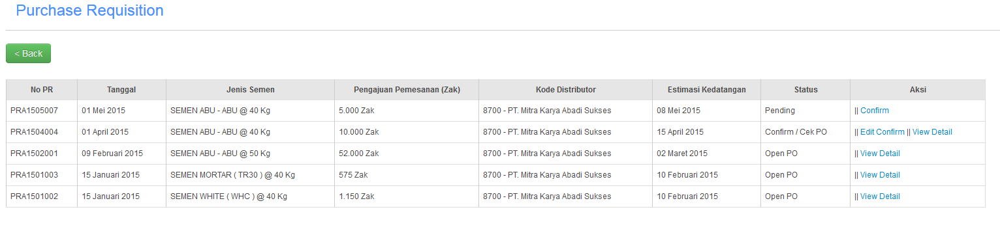 Purchase Requisition
< Back
No PR Tanggal Jenis Semen Pengajuan Pemesanan (Zak) Kode Distributor Estimasi Kedatangan Status Aksi
PRA1505007 01 Mei 2015 SEMEN ABU - ABU @ 40 Kg 5.000 Zak 8700 - PT. Mitra Karya Abadi Sukses 08 Mei 2015 Pending || Confirm
PRA1504004 01 April 2015 SEMEN ABU - ABU @ 40 Kg 10.000 Zak 8700 - PT. Mitra Karya Abadi Sukses 15 April 2015 Confirm / Cek PO || Edit Confirm || View Detail
PRA1502001 09 Februari 2015 SEMEN ABU - ABU @ 50 Kg 52.000 Zak 8700 - PT. Mitra Karya Abadi Sukses 02 Maret 2015 Open PO || View Detail
PRA1501003 15 Januari 2015 SEMEN MORTAR ( TR30 ) @ 40 Kg 575 Zak 8700 - PT. Mitra Karya Abadi Sukses 10 Februari 2015 Open PO || View Detail
PRA1501002 15 Januari 2015 SEMEN WHITE ( WHC ) @ 40 Kg 1.150 Zak 8700 - PT. Mitra Karya Abadi Sukses 10 Februari 2015 Open PO || View Detail